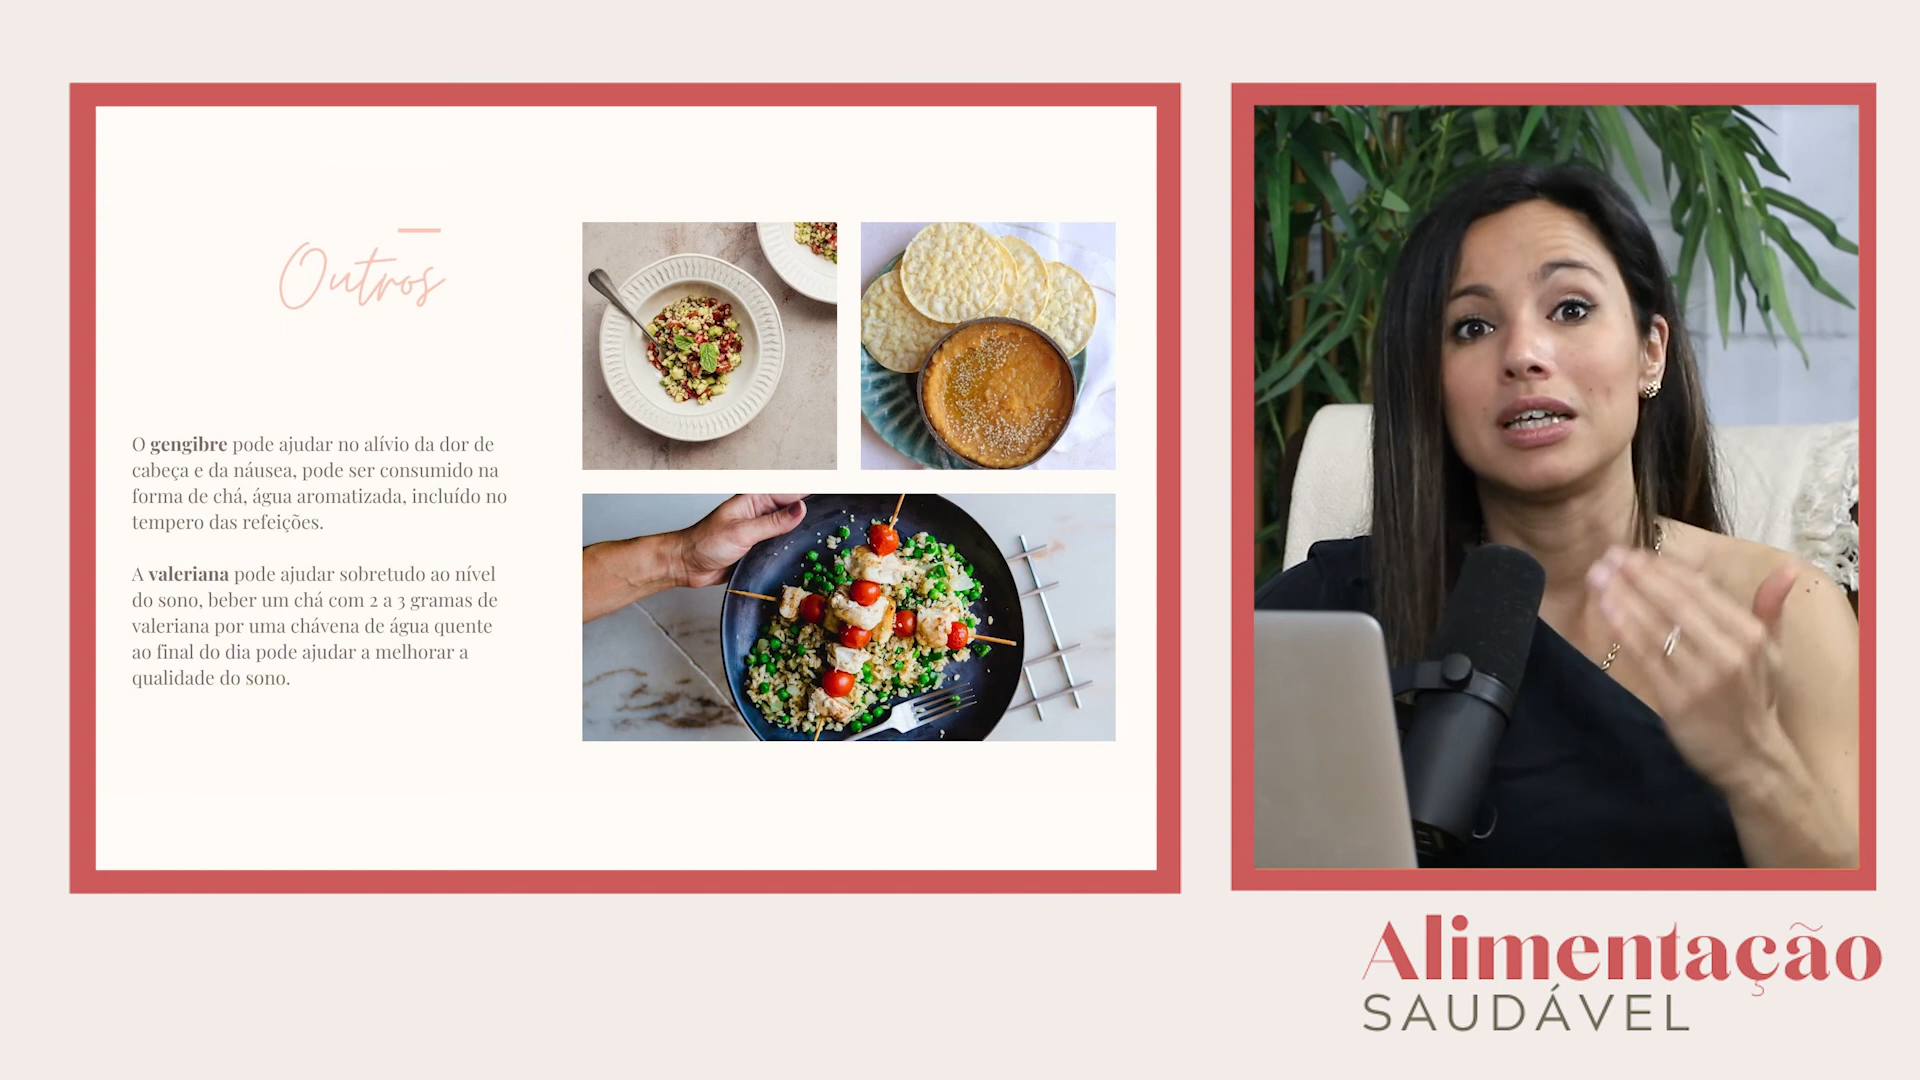 Outros
O gengibre pode ajudar no alívio da dor de
cabeça e da náusea, pode ser consumido na
forma de chá, água aromatizada, incluído no
tempero das refeições.
A valeriana pode ajudar sobretudo ao nível
do sono, beber um chá com 2 a 3 gramas de
valeriana por uma chávena de água quente
ao final do dia pode ajudar a melhorar a
qualidade do sono.
Alimentação
SAUDÁVEL